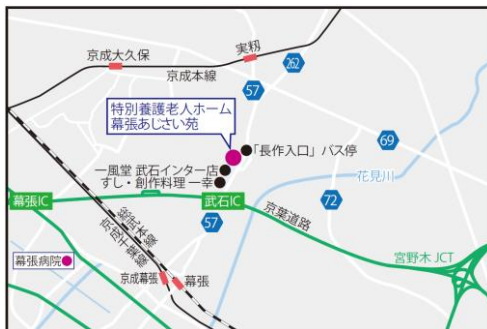 京成大久保
実籾
京成本線
262
57
特別養護老人ホーム
幕張あじさい苑
「長作入口」バス停
69
一風堂 武石インター店
すし・創作料理 一幸
花見川
幕張IC
武石IC
72
総武本線
京成千葉線
57
京葉道路
宮野木 JCT
幕張病院
京成幕張
幕張